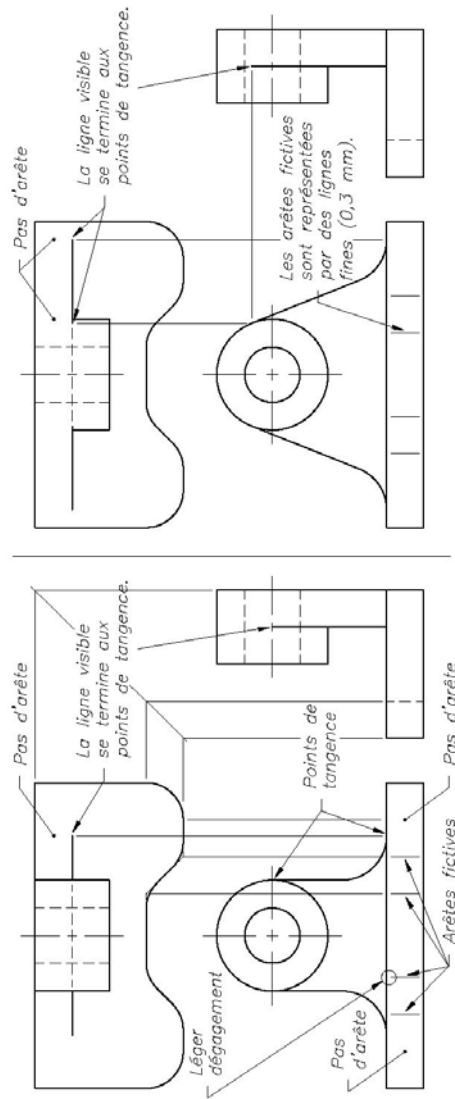 Pas d'arête
La ligne visible
se termine aux
points de tangence.
Léger
dégagement
Points de
tangence
Pas
d'arête
Arêtes fictives
Pas d'arête
Pas d'arête
La ligne visible
se termine aux
points de tangence.
Les arêtes fictives
sont représentées
par des lignes
fines (0,3 mm).